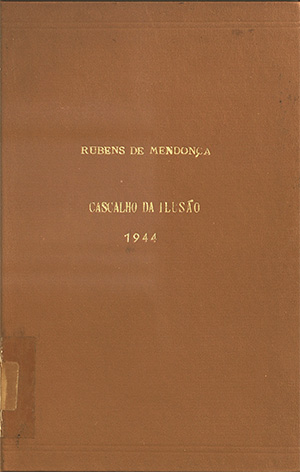 RUBENS DE MENDONÇA
CASCALHO DA ILUSÃO
1944